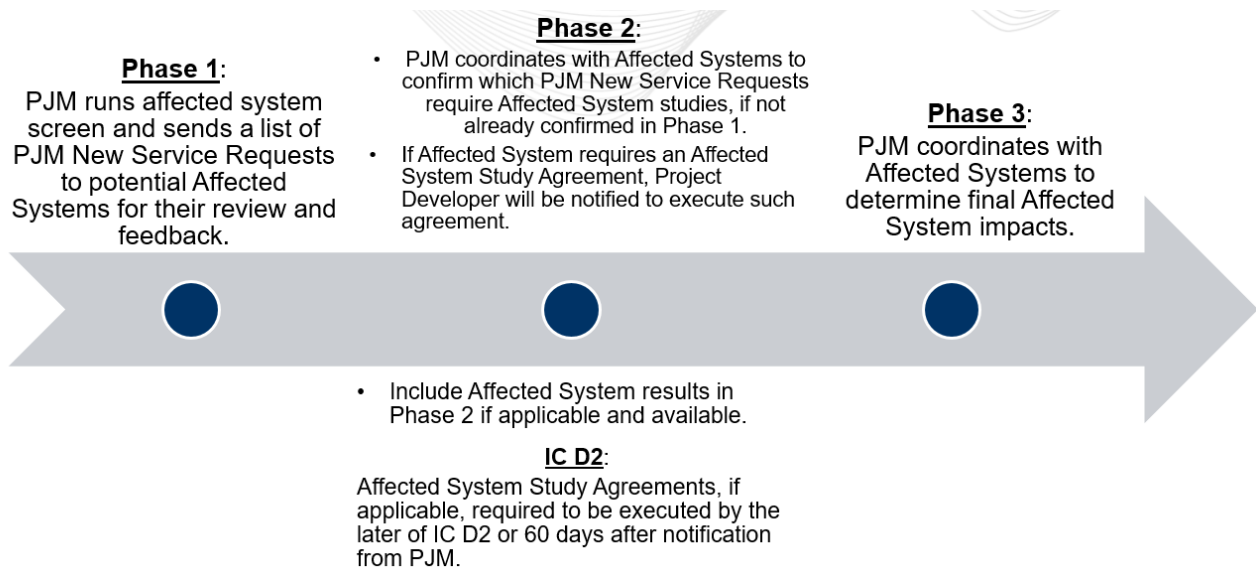 Phase 1:
PJM runs affected system
screen and sends a list of
PJM New Service Requests
to potential Affected
Systems for their review and
feedback.
Phase 2:
• PJM coordinates with Affected Systems to
confirm which PJM New Service Requests
require Affected System studies, if not
already confirmed in Phase 1.
• If Affected System requires an Affected
System Study Agreement, Project
Developer will be notified to execute such
agreement.
Phase 3:
PJM coordinates with
Affected Systems to
determine final Affected
System impacts.
• Include Affected System results in
Phase 2 if applicable and available.
IC D2:
Affected System Study Agreements, if
applicable, required to be executed by the
later of IC D2 or 60 days after notification
from PJM.